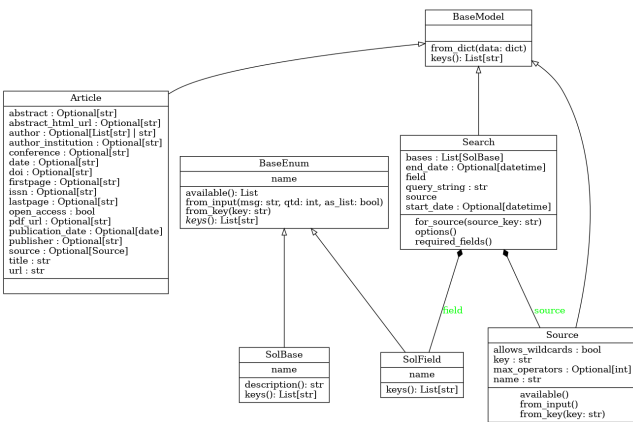 BaseModel
from_dict(data: dict)
keys(): List[str]
Article
abstract : Optional[str]
abstract_html_url : Optional[str]
author : Optional[List[str] | str]
author_institution : Optional[str]
conference : Optional[str]
date : Optional[str]
doi : Optional[str]
firstpage : Optional[str]
issn : Optional[str]
lastpage : Optional[str]
open_access : bool
pdf_url : Optional[str]
publication_date : Optional[date]
publisher : Optional[str]
source : Optional[Source]
title : str
url : str
BaseEnum
name
available(): List
from_input(msg: str, qtd: int, as_list: bool)
from_key(key: str)
keys(): List[str]
Search
bases : List[SolBase]
end_date : Optional[datetime]
field
query_string : str
source
start_date : Optional[datetime]
for_source(source_key: str)
options()
required_fields()
field
source
SolBase
name
description(): str
keys(): List[str]
SolField
name
keys(): List[str]
Source
allows_wildcards : bool
key : str
max_operators : Optional[int]
name : str
available()
from_input()
from_key(key: str)